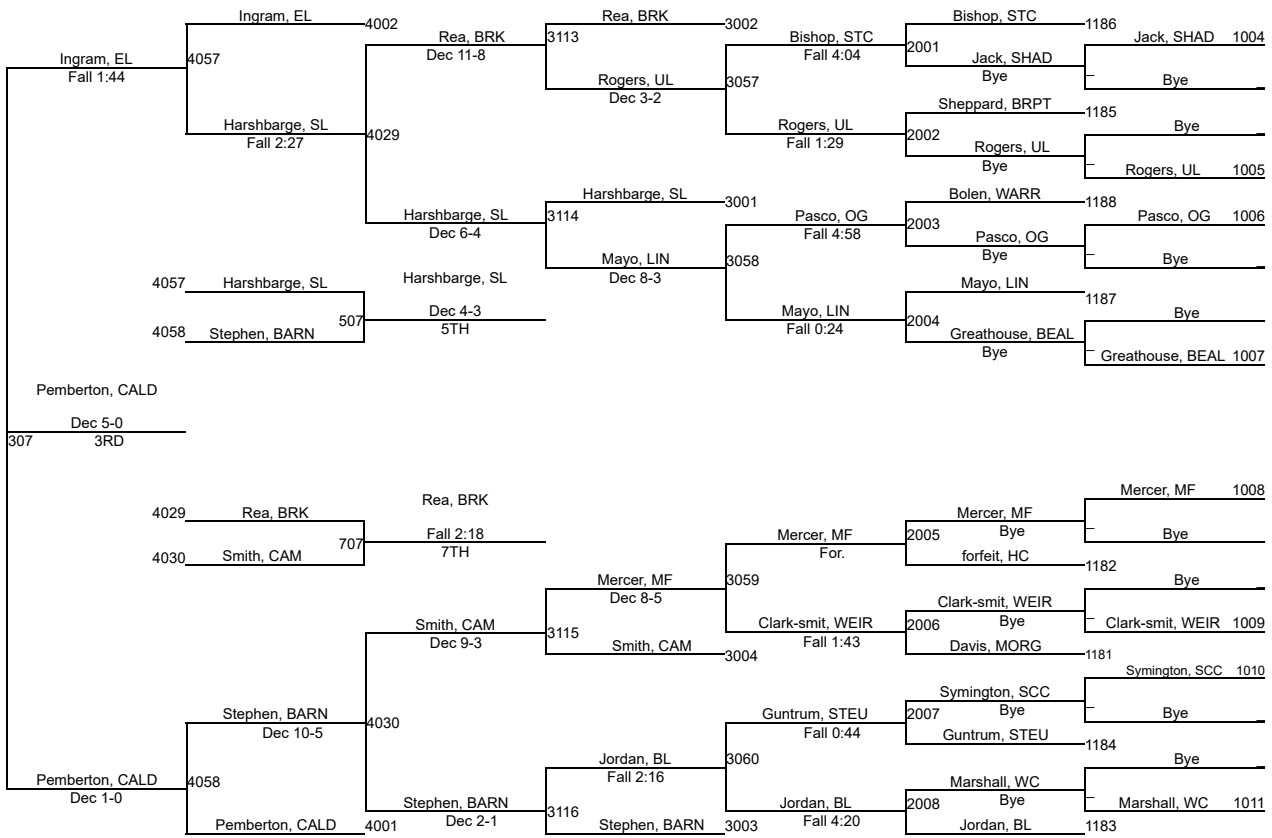 Ingram, EL
4002
Rea, BRK
3002
Bishop, STC
1186
Jack, SHAD 1004
Rea, BRK
3113
Dec 11-8
Bishop, STC
2001
Fall 4:04
Ingram, EL
4057
Fall 1:44
Jack, SHAD
Bye
Bye
Rogers, UL
3057
Dec 3-2
Sheppard, BRPT
1185
Harshbarge, SL
4029
Fall 2:27
Rogers, UL
2002
Fall 1:29
Bye
Rogers, UL
Bye
Rogers, UL 1005
Harshbarge, SL
3001
Bolen, WARR
1188
Harshbarge, SL
3114
Dec 6-4
Pasco, OG
2003
Fall 4:58
Pasco, OG 1006
Pasco, OG
Bye
Mayo, LIN
3058
Dec 8-3
Bye
4057 Harshbarge, SL
Harshbarge, SL
Mayo, LIN
1187
507
Dec 4-3
5TH
Mayo, LIN
2004
Fall 0:24
Bye
4058 Stephen, BARN
Greathouse, BEAL
Bye
Greathouse, BEAL 1007
Pemberton, CALD
Dec 5-0
307 3RD
Mercer, MF 1008
4029 Rea, BRK
Rea, BRK
Mercer, MF
Bye
707
Fall 2:18
7TH
Mercer, MF
2005
For.
Bye
4030 Smith, CAM
forfeit, HC
1182
Mercer, MF
3059
Dec 8-5
Bye
Clark-smit, WEIR
Bye
Smith, CAM
3115
Dec 9-3
Clark-smit, WEIR
2006
Fall 1:43
Clark-smit, WEIR 1009
Smith, CAM
3004
Davis, MORG
1181
Symington, SCC 1010
Symington, SCC
Bye
Stephen, BARN
4030
Dec 10-5
Guntrum, STEU
2007
Fall 0:44
Bye
Guntrum, STEU
1184
Jordan, BL
3060
Fall 2:16
Bye
Pemberton, CALD
4058
Dec 1-0
Marshall, WC
Bye
Stephen, BARN
3116
Dec 2-1
Jordan, BL
2008
Fall 4:20
Marshall, WC 1011
Pemberton, CALD
4001
Stephen, BARN
3003
Jordan, BL
1183